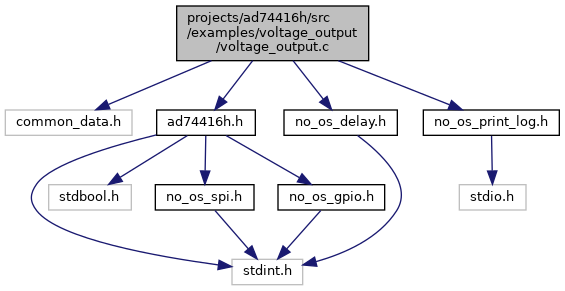 projects/ad74416h/src
/examples/voltage_output
/voltage_output.c
common_data.h
ad74416h.h
no_os_delay.h
no_os_print_log.h
stdbool.h
no_os_spi.h
no_os_gpio.h
stdio.h
stdint.h